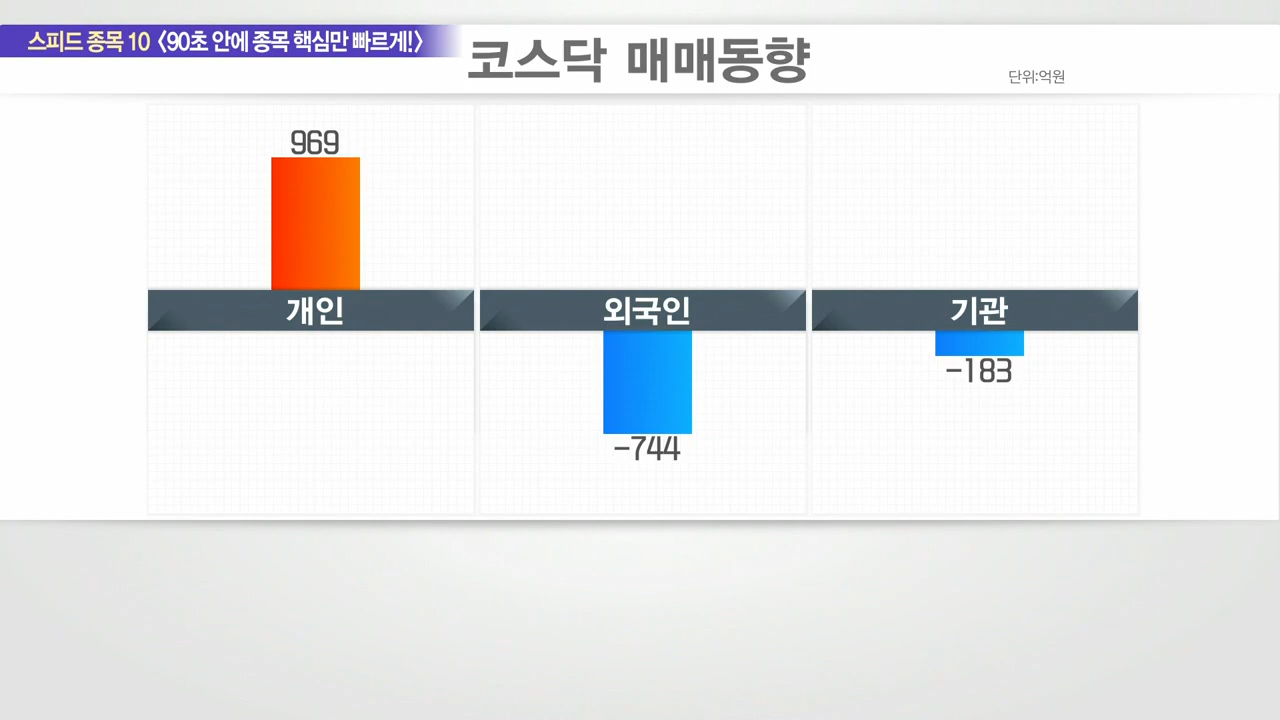 스피드 종목 10 <90초 안에 종목 핵심만 빠르게!>
코스닥 매매동향
단위:억원
969
개인
외국인
기관
-744
-183